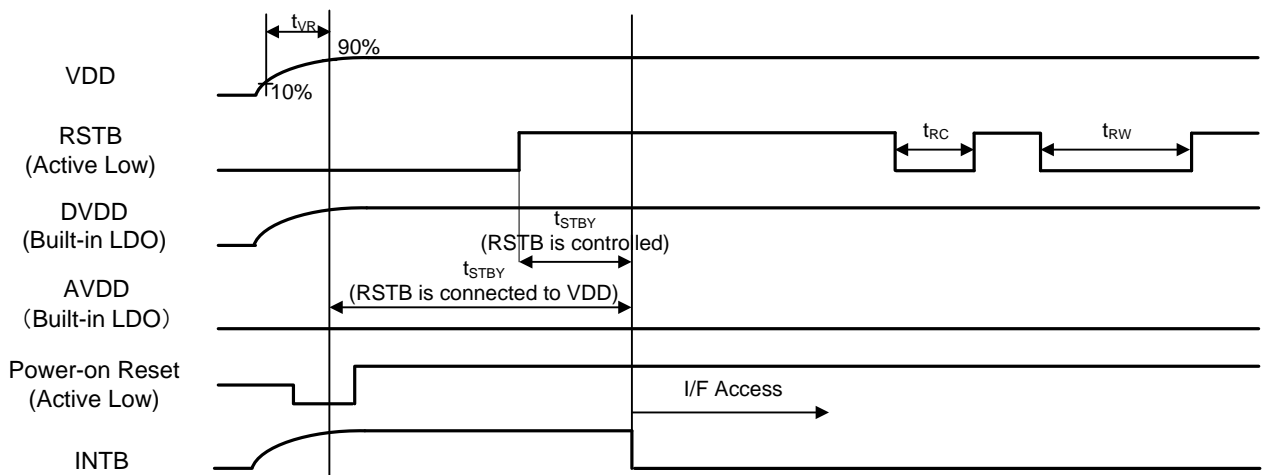 tVR
90%
VDD
10%
RSTB
(Active Low)
tRC
tRW
DVDD
(Built-in LDO)
tSTBY
(RSTB is controlled)
tSTBY
(RSTB is connected to VDD)
AVDD
（Built-in LDO）
Power-on Reset
(Active Low)
I/F Access
INTB